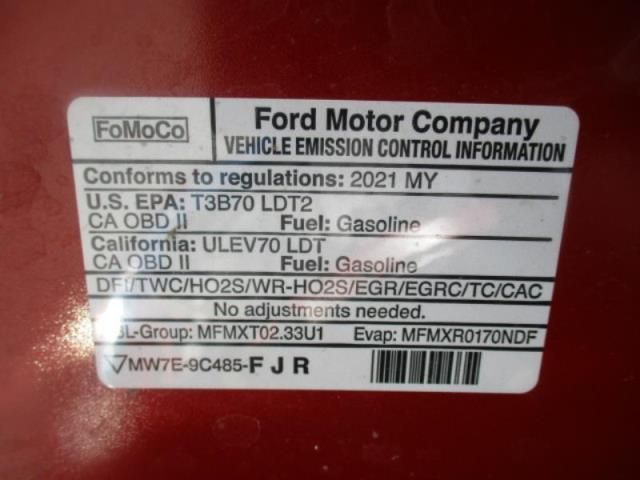 FoMoCo
Ford Motor Company
VEHICLE EMISSION CONTROL INFORMATION
Conforms to regulations: 2021 MY
U.S. EPA: T3B70 LDT2
CA OBD II Fuel: Gasoline
California: ULEV70 LDT
CA OBD II Fuel: Gasoline
DFI/TWC/HO2S/WR-HO2S/EGR/EGRC/TC/CAC
No adjustments needed.
MFMXT02.33U1 Evap: MFMXR0170NDF
MW7E-9C485-F J R